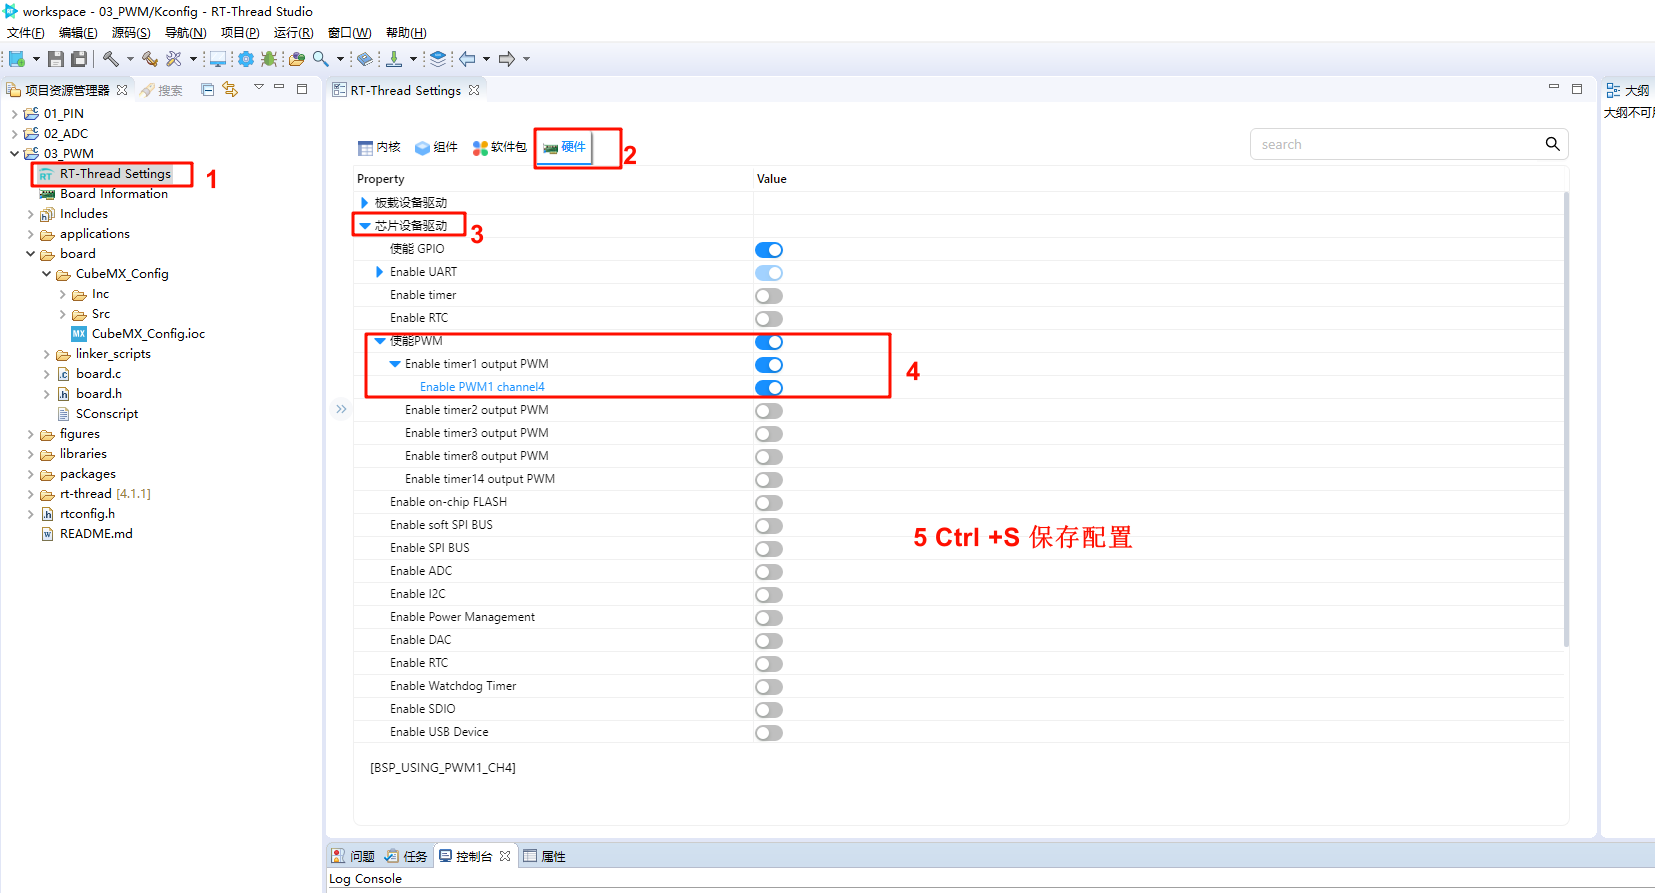 workspace - 03_PWM/Kconfig - RT-Thread Studio
文件(F) 编辑(E) 源码(S) 导航(N) 项目(P) 运行(R) 窗口(W) 帮助(H)
项目资源管理器 搜索
RT-Thread Settings
大纲
大纲不可用
01_PIN
02_ADC
03_PWM
RT-Thread Settings
1
Board Information
Includes
applications
board
CubeMX_Config
Inc
Src
CubeMX_Config.ioc
linker_scripts
board.c
board.h
SConscript
figures
libraries
packages
rt-thread [4.1.1]
rtconfig.h
README.md
内核 组件 软件包 硬件
2
search
Property Value
板载设备驱动
芯片设备驱动
3
使能 GPIO
Enable UART
Enable timer
Enable RTC
使能PWM
Enable timer1 output PWM
Enable PWM1 channel4
4
Enable timer2 output PWM
Enable timer3 output PWM
Enable timer8 output PWM
Enable timer14 output PWM
Enable on-chip FLASH
Enable soft SPI BUS
5 Ctrl +S 保存配置
Enable SPI BUS
Enable ADC
Enable I2C
Enable Power Management
Enable DAC
Enable RTC
Enable Watchdog Timer
Enable SDIO
Enable USB Device
[BSP_USING_PWM1_CH4]
问题 任务 控制台 属性
Log Console